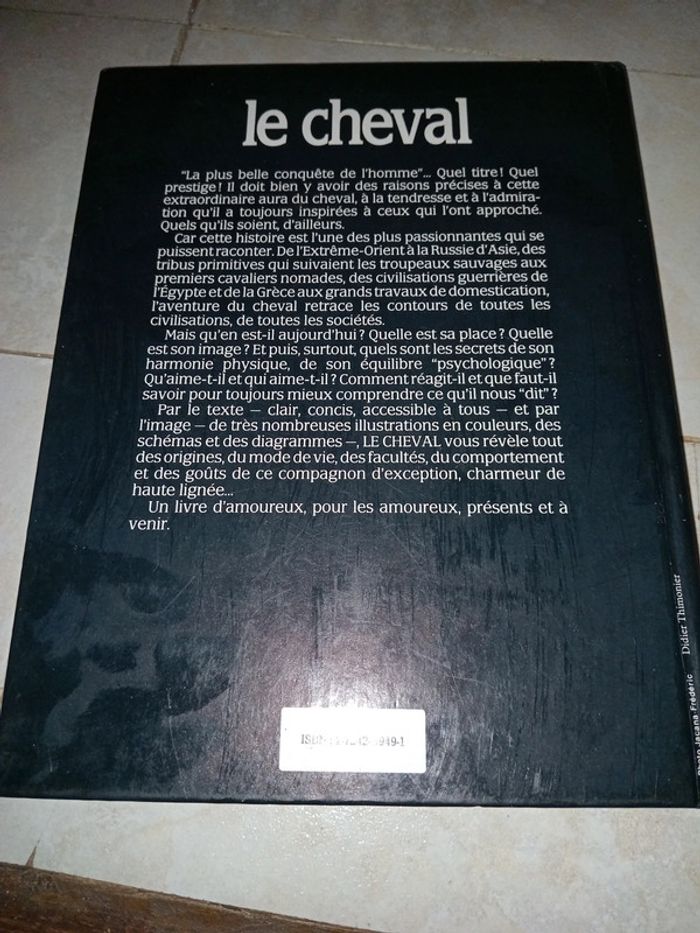 le cheval
"La plus belle conquête de l'homme"... Quel titre! Quel
prestige! Il doit bien y avoir des raisons précises à cette
extraordinaire aura du cheval, à la tendresse et à l'admira-
tion qu'il a toujours inspirées à ceux qui l'ont approché.
Quels qu'ils soient, d'ailleurs.
Car cette histoire est l'une des plus passionnantes qui se
puissent raconter. De l'Extrême-Orient à la Russie d'Asie, des
tribus primitives qui suivaient les troupeaux sauvages aux
premiers cavaliers nomades, des civilisations guerrières de
l'Égypte et de la Grèce aux grands travaux de domestication,
l'aventure du cheval retrace les contours de toutes les
civilisations, de toutes les sociétés.
Mais qu'en est-il aujourd'hui? Quelle est sa place? Quelle
est son image? Et puis, surtout, quels sont les secrets de son
harmonie physique, de son équilibre "psychologique"?
Qu'aime-t-il et qui aime-t-il? Comment réagit-il et que faut-il
savoir pour toujours mieux comprendre ce qu'il nous "dit"?
Par le texte — clair, concis, accessible à tous — et par
l'image — de très nombreuses illustrations en couleurs, des
schémas et des diagrammes —, LE CHEVAL vous révèle tout
des origines, du mode de vie, des facultés, du comportement
et des goûts de ce compagnon d'exception, charmeur de
haute lignée...
Un livre d'amoureux, pour les amoureux, présents et à
venir.
Jacana Frédéric Didier Thimonier